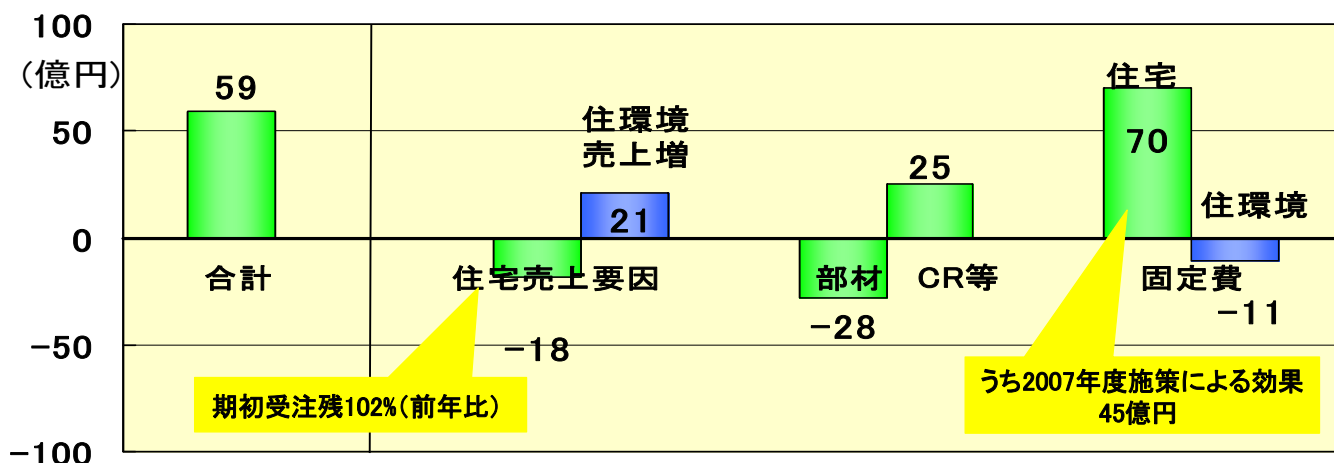 100
(億円)
50
0
−50
−100
59
合計
住環境
売上増
21
住宅売上要因
−18
期初受注残102%(前年比)
25
部材
CR等
−28
住宅
70
住環境
固定費
−11
うち2007年度施策による効果
45億円